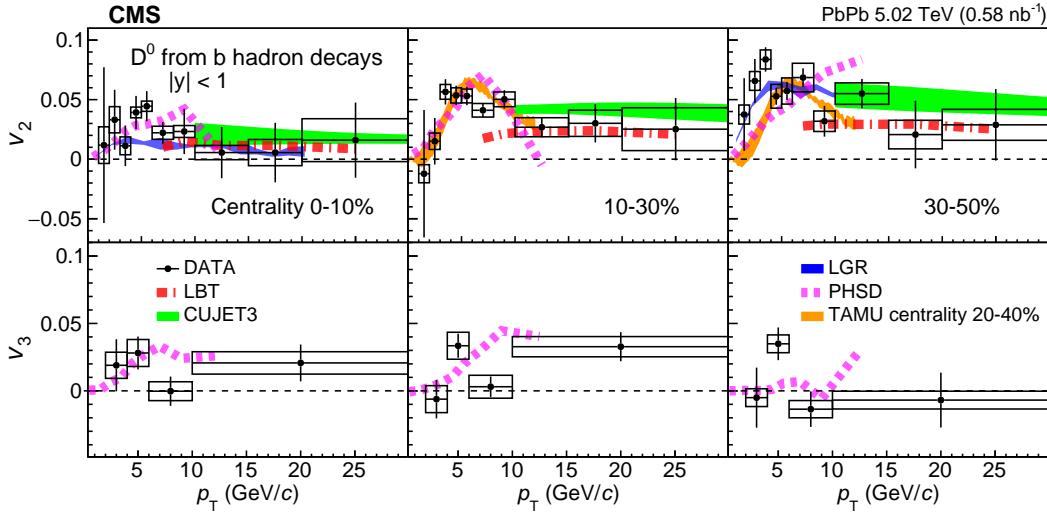 CMS PbPb 5.02 TeV (0.58 nb⁻¹)
0.1
0.05
0
−0.05
v₂
D⁰ from b hadron decays
|y| < 1
Centrality 0-10%
10-30%
30-50%
0.1
0.05
0
v₃
DATA
LBT
CUJET3
LGR
PHSD
TAMU centrality 20-40%
5 10 15 20 25 5 10 15 20 25 5 10 15 20 25
p_T (GeV/c) p_T (GeV/c) p_T (GeV/c)